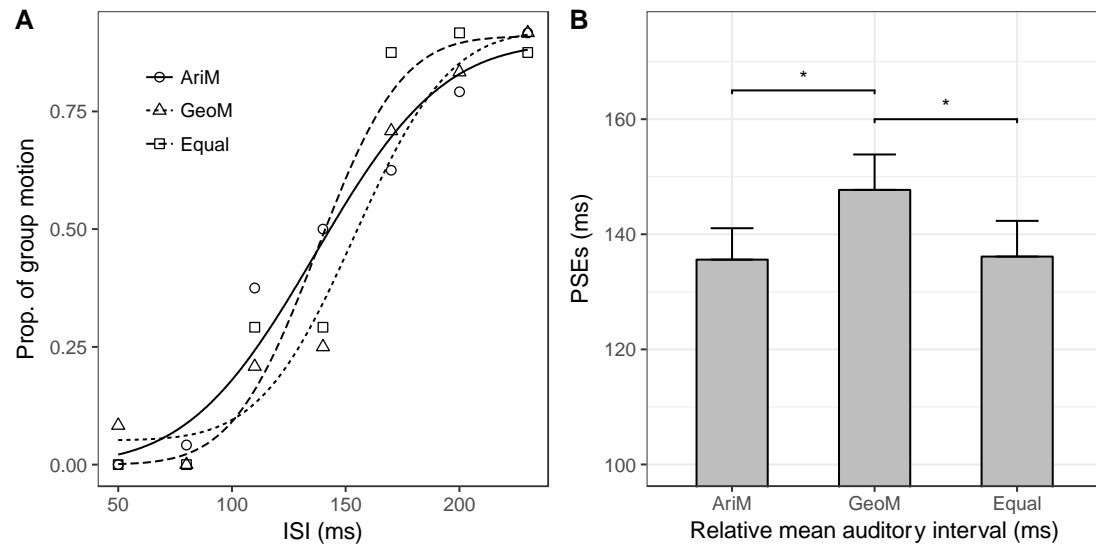 A
AriM
GeoM
Equal
Prop. of group motion
0.75
0.50
0.25
0.00
50
100
150
200
ISI (ms)
B
*
*
PSEs (ms)
160
140
120
100
AriM
GeoM
Equal
Relative mean auditory interval (ms)